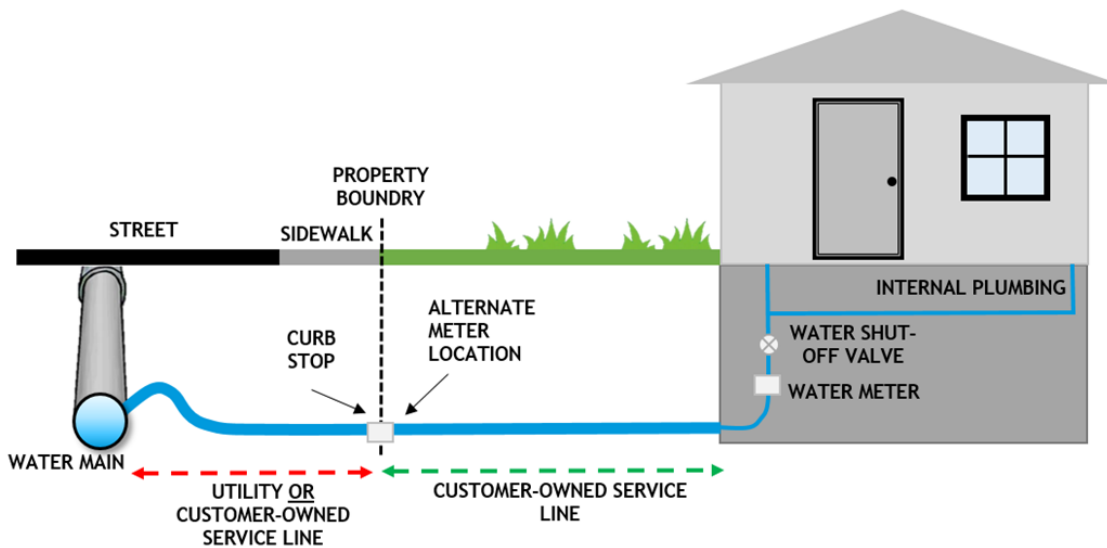 PROPERTY
BOUNDRY
STREET
SIDEWALK
INTERNAL PLUMBING
ALTERNATE
METER
LOCATION
CURB
STOP
WATER SHUT-
OFF VALVE
WATER METER
WATER MAIN
UTILITY OR
CUSTOMER-OWNED
SERVICE LINE
CUSTOMER-OWNED SERVICE
LINE